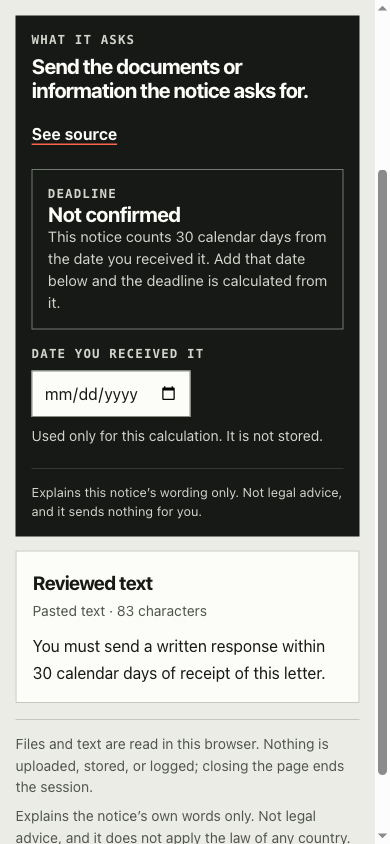 WHAT IT ASKS
Send the documents or
information the notice asks for.
See source
DEADLINE
Not confirmed
This notice counts 30 calendar days from
the date you received it. Add that date
below and the deadline is calculated from
it.
DATE YOU RECEIVED IT
mm/dd/yyyy
Used only for this calculation. It is not stored.
Explains this notice’s wording only. Not legal advice,
and it sends nothing for you.
Reviewed text
Pasted text · 83 characters
You must send a written response within
30 calendar days of receipt of this letter.
Files and text are read in this browser. Nothing is
uploaded, stored, or logged; closing the page ends
the session.
Explains the notice’s own words only. Not legal
advice, and it does not apply the law of any country.